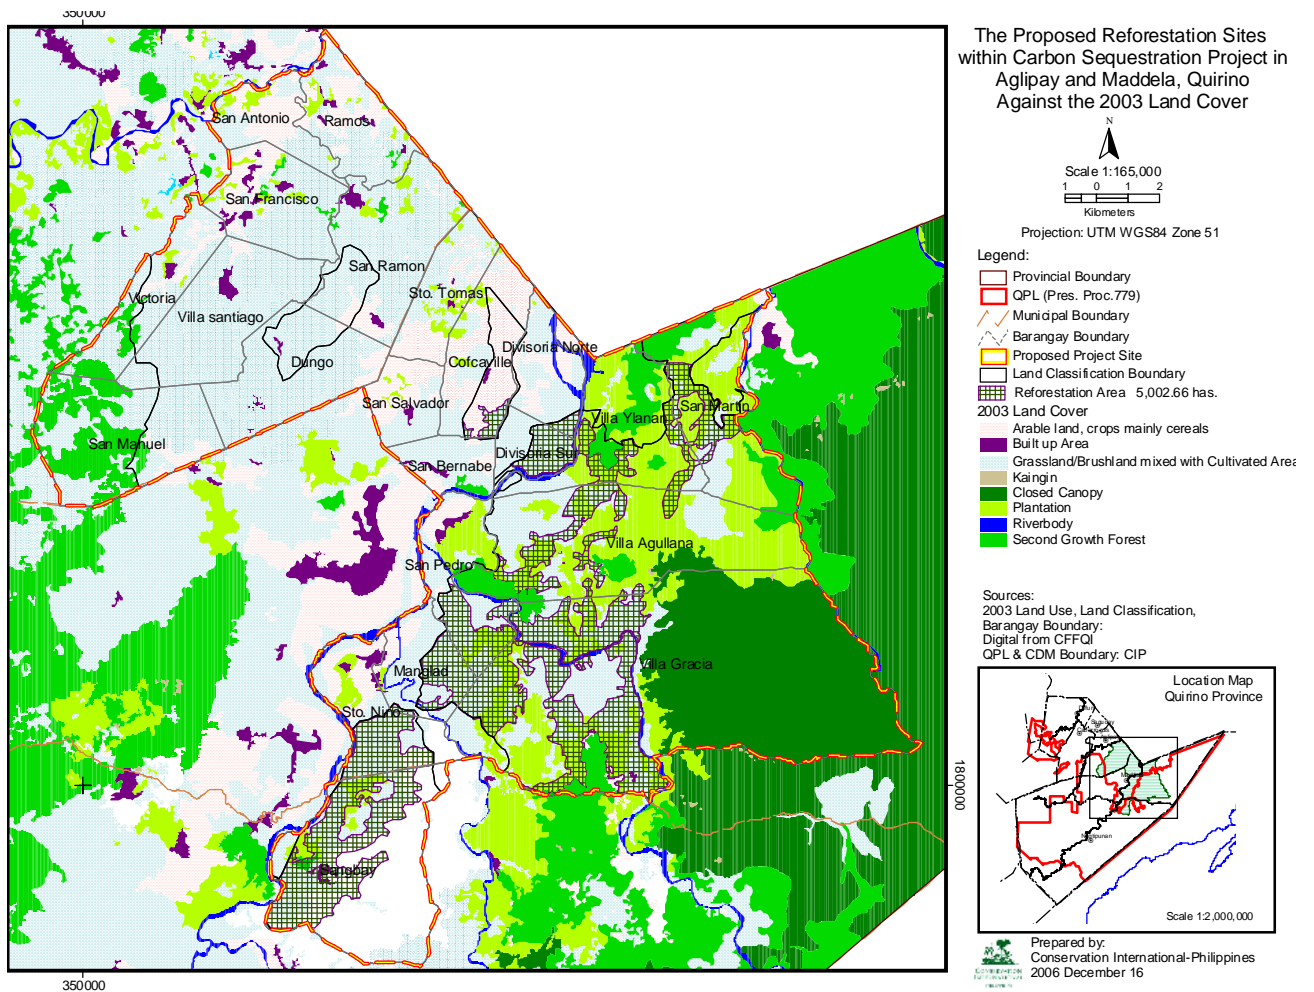 350000
The Proposed Reforestation Sites
within Carbon Sequestration Project in
Aglipay and Maddela, Quirino
Against the 2003 Land Cover
N
Scale 1:165,000
1 0 1 2
Kilometers
Projection: UTM WGS84 Zone 51
Legend:
Provincial Boundary
QPL (Pres. Proc.779)
Municipal Boundary
Barangay Boundary
Proposed Project Site
Land Classification Boundary
Reforestation Area 5,002.66 has.
2003 Land Cover
Arable land, crops mainly cereals
Built up Area
Grassland/Brushland mixed with Cultivated Area
Kaingin
Closed Canopy
Plantation
Riverbody
Second Growth Forest
Sources:
2003 Land Use, Land Classification,
Barangay Boundary:
Digital from CFFQI
QPL & CDM Boundary: CIP
Location Map
Quirino Province
Scale 1:2,000,000
Prepared by:
Conservation International-Philippines
2006 December 16
San Antonio
Ramos
San Francisco
San Ramon
Victoria
Sto. Tomas
Villa santiago
Divisoria Norte
Dungo
Cofcaville
San Salvador
San Martin
Villa Ylanan
San Manuel
Divisoria Sur
San Bernabe
Villa Agullana
San Pedro
Villa Gracia
Manglad
Sto. Nino
Sangbay
1800000
350000